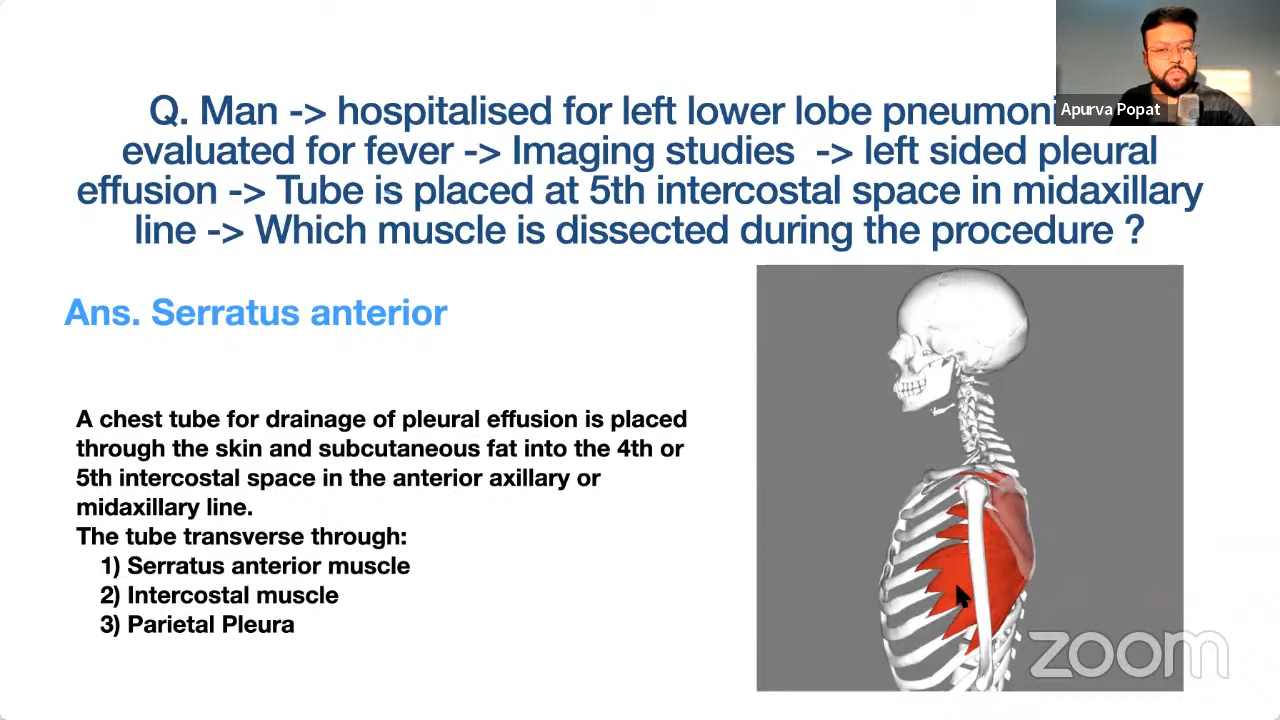 Q. Man -> hospitalised for left lower lobe pneumoni
evaluated for fever -> Imaging studies -> left sided pleural
effusion -> Tube is placed at 5th intercostal space in midaxillary
line -> Which muscle is dissected during the procedure ?
Apurva Popat
Ans. Serratus anterior
A chest tube for drainage of pleural effusion is placed
through the skin and subcutaneous fat into the 4th or
5th intercostal space in the anterior axillary or
midaxillary line.
The tube transverse through:
1) Serratus anterior muscle
2) Intercostal muscle
3) Parietal Pleura
zoom